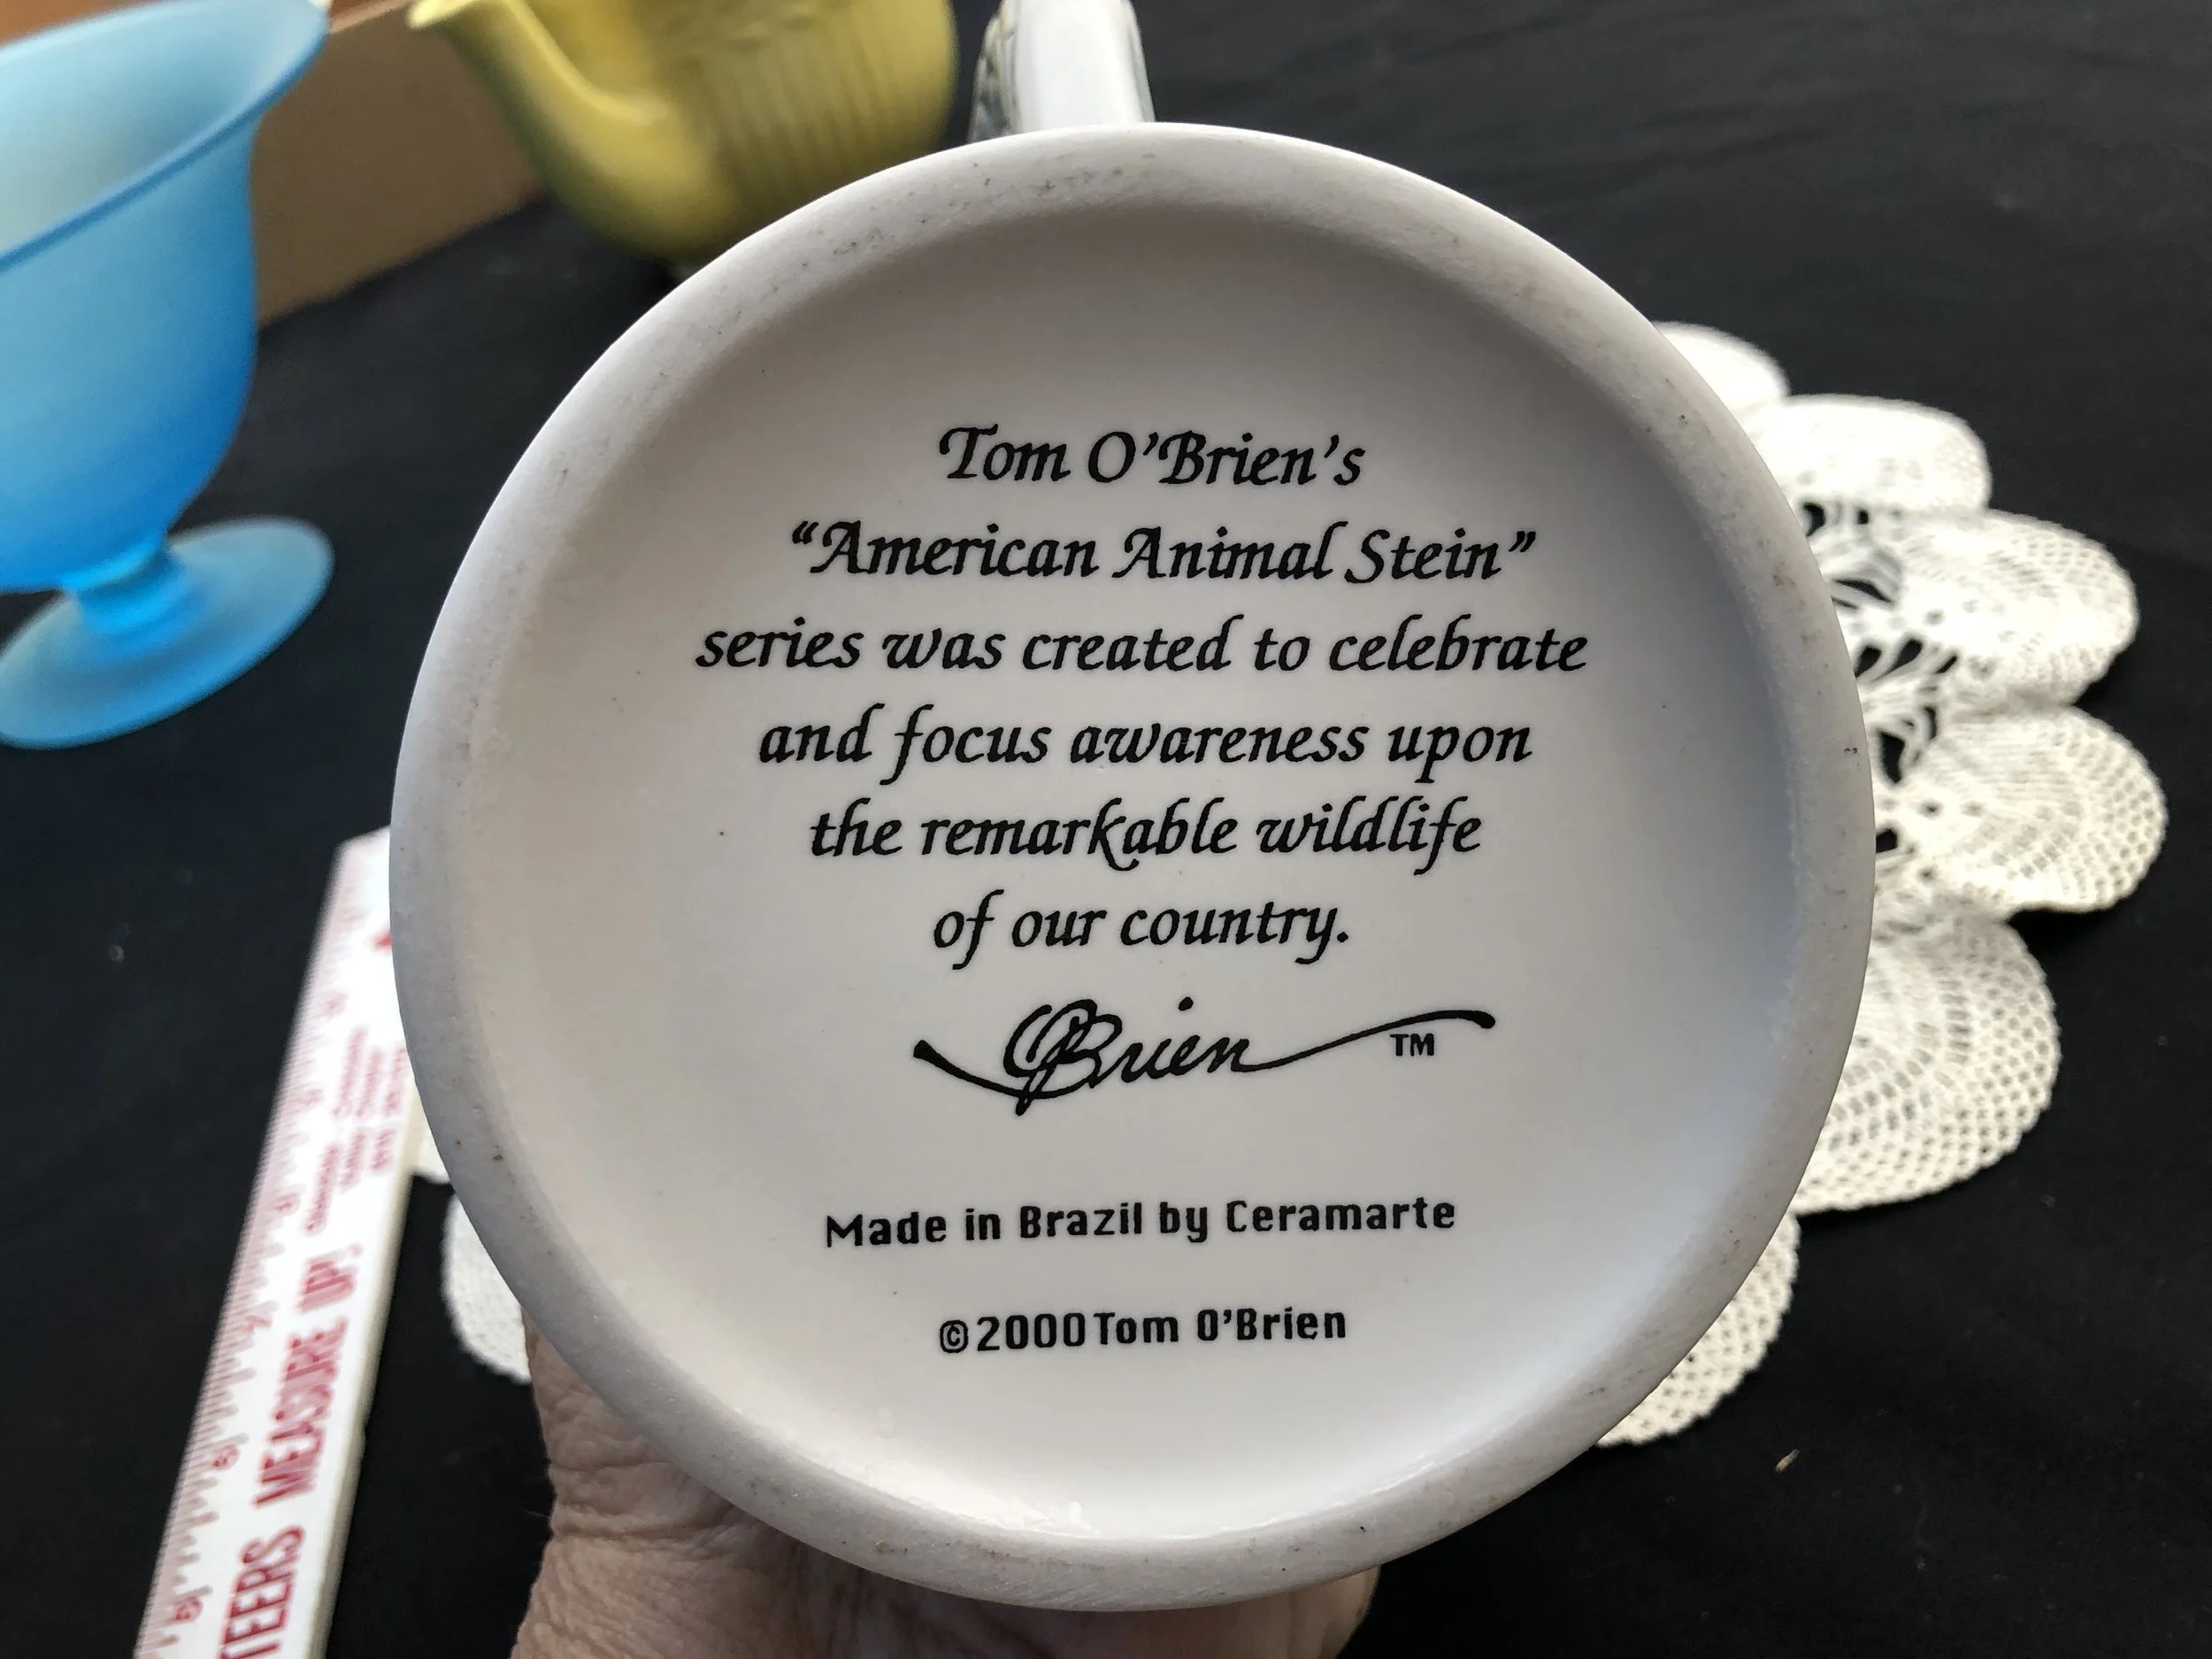 Tom O'Brien's
“American Animal Stein”
series was created to celebrate
and focus awareness upon
the remarkable wildlife
of our country.
O'Brien ™
Made in Brazil by Ceramarte
©2000 Tom O'Brien
MEASURE UP!